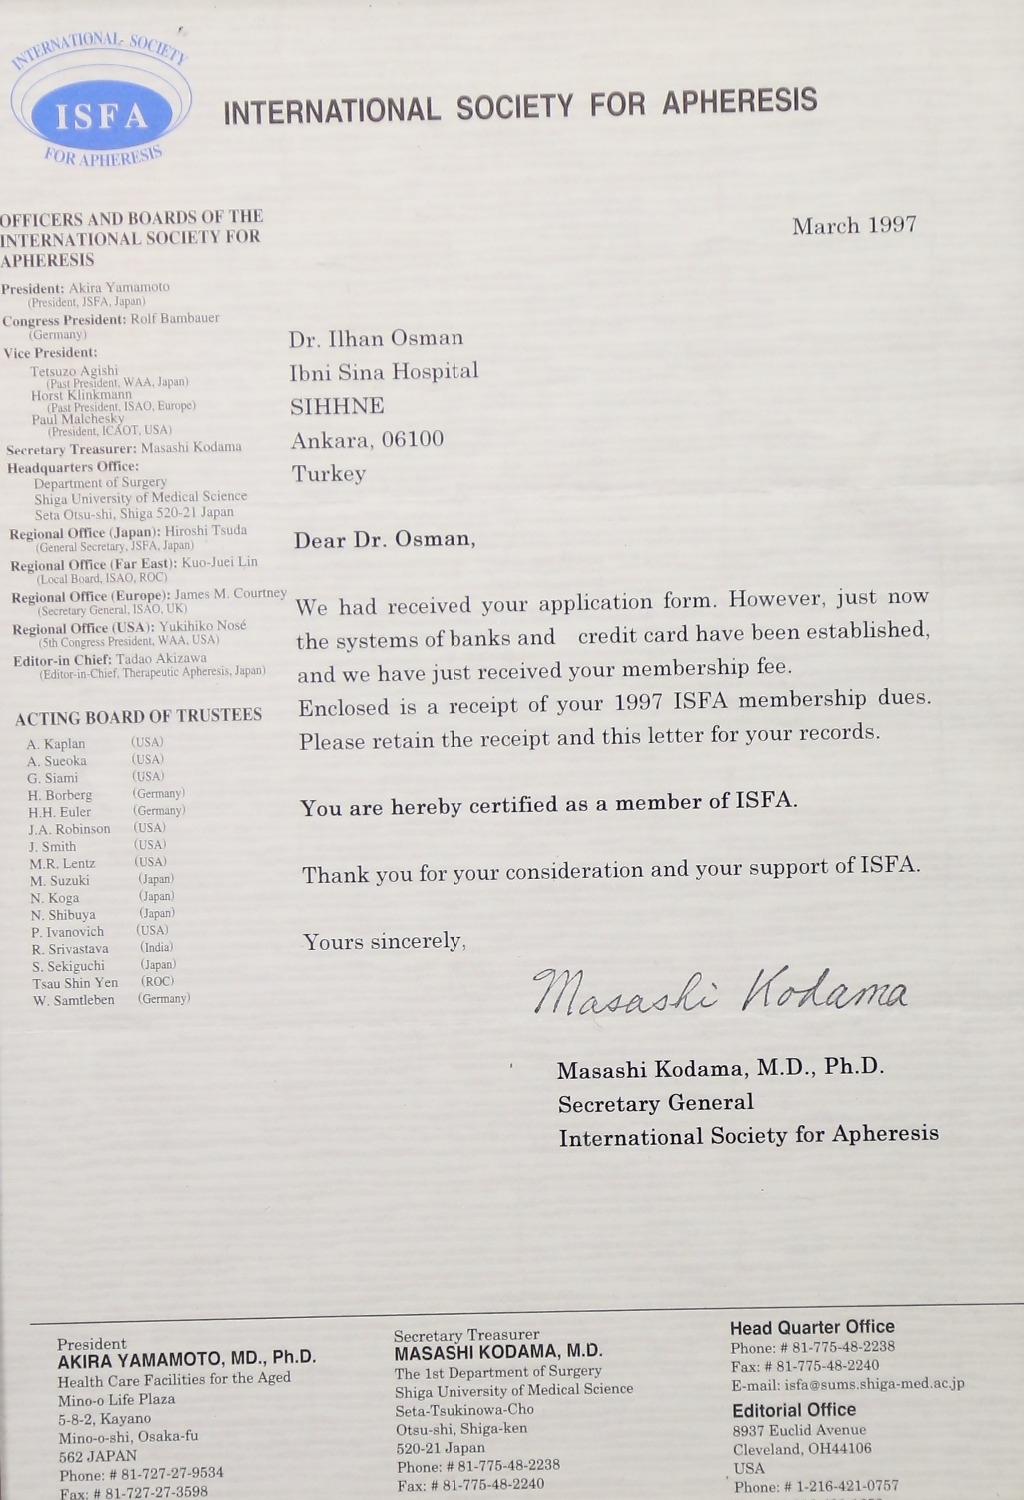 INTERNATIONAL SOCIETY
ISFA
FOR APHERESIS
INTERNATIONAL SOCIETY FOR APHERESIS
OFFICERS AND BOARDS OF THE
INTERNATIONAL SOCIETY FOR
APHERESIS
President: Akira Yamamoto
(President, JSFA, Japan)
Congress President: Rolf Bambauer
(Germany)
Vice President:
Tetsuzo Agishi
(Past President, WAA, Japan)
Horst Klinkmann
(Past President, ISAO, Europe)
Paul Malchesky
(President, ICAOT, USA)
Secretary Treasurer: Masashi Kodama
Headquarters Office:
Department of Surgery
Shiga University of Medical Science
Seta Otsu-shi, Shiga 520-21 Japan
Regional Office (Japan): Hiroshi Tsuda
(General Secretary, JSFA, Japan)
Regional Office (Far East): Kuo-Juei Lin
(Local Board, ISAO, ROC)
Regional Office (Europe): James M. Courtney
(Secretary General, ISAO, UK)
Regional Office (USA): Yukihiko Nosé
(5th Congress President, WAA, USA)
Editor-in Chief: Tadao Akizawa
(Editor-in-Chief, Therapeutic Apheresis, Japan)
ACTING BOARD OF TRUSTEES
A. Kaplan (USA)
A. Sueoka (USA)
G. Siami (USA)
H. Borberg (Germany)
H.H. Euler (Germany)
J.A. Robinson (USA)
J. Smith (USA)
M.R. Lentz (USA)
M. Suzuki (Japan)
N. Koga (Japan)
N. Shibuya (Japan)
P. Ivanovich (USA)
R. Srivastava (India)
S. Sekiguchi (Japan)
Tsau Shin Yen (ROC)
W. Samtleben (Germany)
March 1997
Dr. Ilhan Osman
Ibni Sina Hospital
SIHHNE
Ankara, 06100
Turkey
Dear Dr. Osman,
We had received your application form. However, just now
the systems of banks and credit card have been established,
and we have just received your membership fee.
Enclosed is a receipt of your 1997 ISFA membership dues.
Please retain the receipt and this letter for your records.
You are hereby certified as a member of ISFA.
Thank you for your consideration and your support of ISFA.
Yours sincerely,
Masashi Kodama
Masashi Kodama, M.D., Ph.D.
Secretary General
International Society for Apheresis
President
AKIRA YAMAMOTO, MD., Ph.D.
Health Care Facilities for the Aged
Mino-o Life Plaza
5-8-2, Kayano
Mino-o-shi, Osaka-fu
562 JAPAN
Phone: # 81-727-27-9534
Fax: # 81-727-27-3598
Secretary Treasurer
MASASHI KODAMA, M.D.
The 1st Department of Surgery
Shiga University of Medical Science
Seta-Tsukinowa-Cho
Otsu-shi, Shiga-ken
520-21 Japan
Phone: # 81-775-48-2238
Fax: # 81-775-48-2240
Head Quarter Office
Phone: # 81-775-48-2238
Fax: # 81-775-48-2240
E-mail: isfa@sums.shiga-med.ac.jp
Editorial Office
8937 Euclid Avenue
Cleveland, OH44106
USA
Phone: # 1-216-421-0757